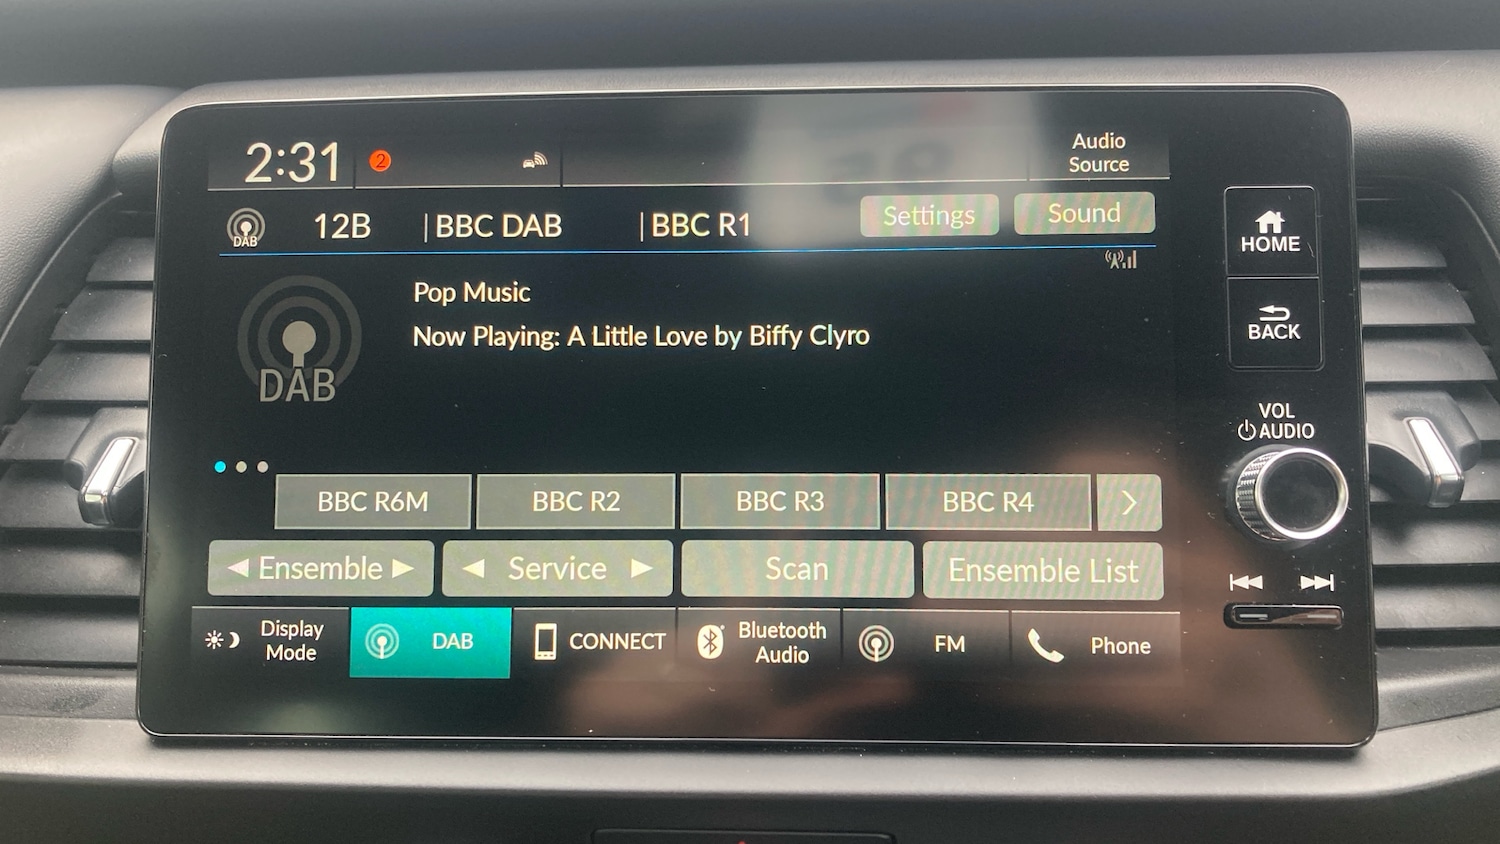 2:31
2
Audio
Source
DAB
12B
|BBC DAB
|BBC R1
Settings
Sound
HOME
Pop Music
Now Playing: A Little Love by Biffy Clyro
BACK
DAB
VOL
AUDIO
BBC R6M
BBC R2
BBC R3
BBC R4
Ensemble
Service
Scan
Ensemble List
Display
Mode
DAB
CONNECT
Bluetooth
Audio
FM
Phone